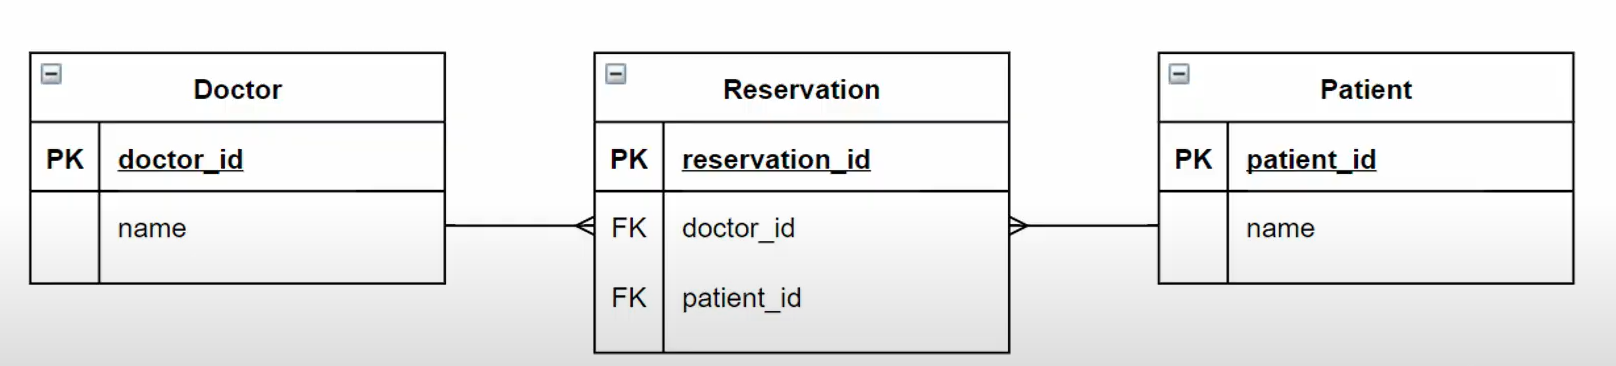 Doctor
PK doctor_id
name
Reservation
PK reservation_id
FK doctor_id
FK patient_id
Patient
PK patient_id
name